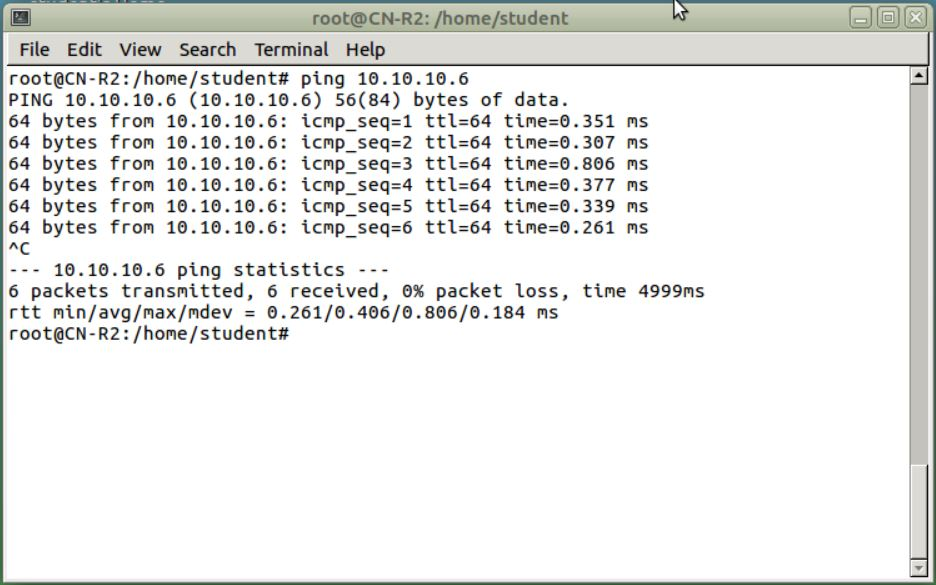 root@CN-R2: /home/student
File Edit View Search Terminal Help
root@CN-R2:/home/student# ping 10.10.10.6
PING 10.10.10.6 (10.10.10.6) 56(84) bytes of data.
64 bytes from 10.10.10.6: icmp_seq=1 ttl=64 time=0.351 ms
64 bytes from 10.10.10.6: icmp_seq=2 ttl=64 time=0.307 ms
64 bytes from 10.10.10.6: icmp_seq=3 ttl=64 time=0.806 ms
64 bytes from 10.10.10.6: icmp_seq=4 ttl=64 time=0.377 ms
64 bytes from 10.10.10.6: icmp_seq=5 ttl=64 time=0.339 ms
64 bytes from 10.10.10.6: icmp_seq=6 ttl=64 time=0.261 ms
^C
--- 10.10.10.6 ping statistics ---
6 packets transmitted, 6 received, 0% packet loss, time 4999ms
rtt min/avg/max/mdev = 0.261/0.406/0.806/0.184 ms
root@CN-R2:/home/student#